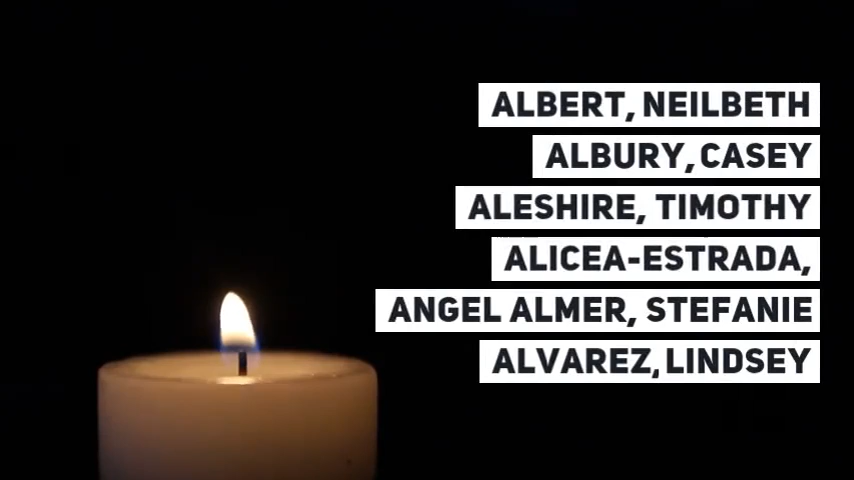 ALBERT, NEILBETH
ALBURY, CASEY
ALESHIRE, TIMOTHY
ALICEA-ESTRADA,
ANGEL ALMER, STEFANIE
ALVAREZ, LINDSEY